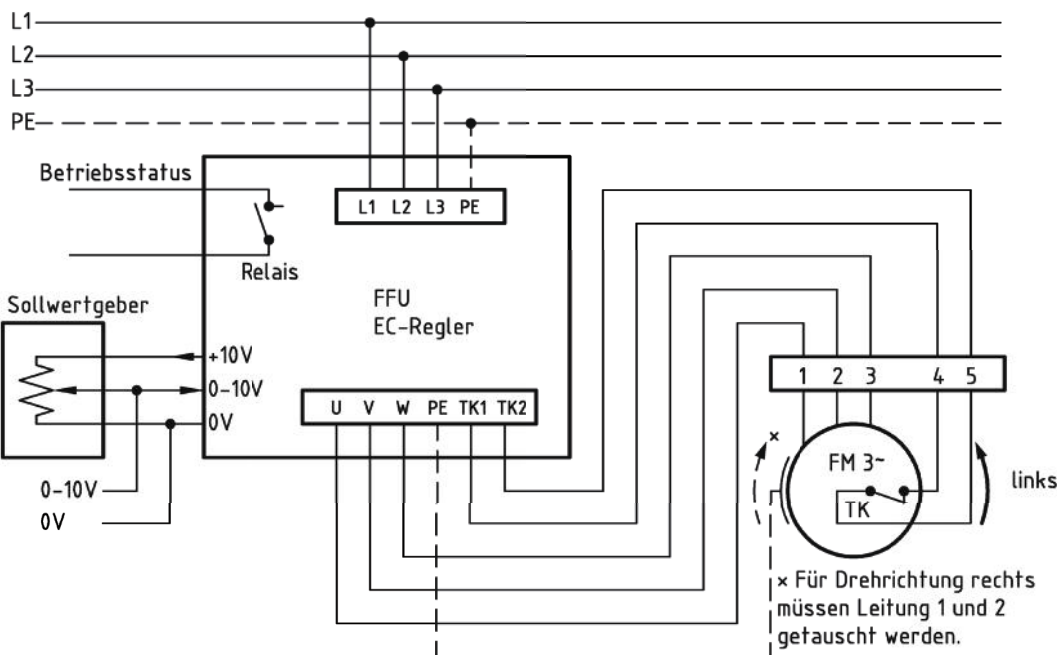 L1
L2
L3
PE
Betriebsstatus
L1 L2 L3 PE
Relais
Sollwertgeber
FFU
EC-Regler
+10V
0-10V
0V
U V W PE TK1 TK2
1 2 3 4 5
×
FM 3~
TK
links
0-10V
0V
× Für Drehrichtung rechts
müssen Leitung 1 und 2
getauscht werden.